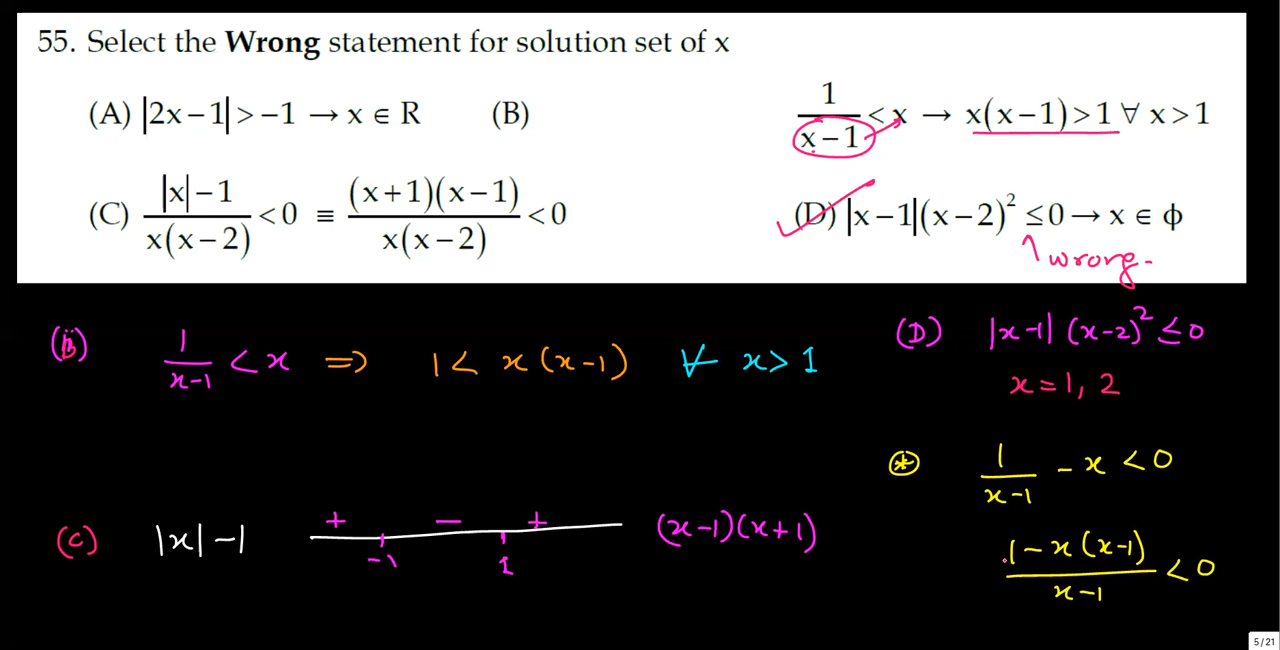 55. Select the Wrong statement for solution set of x
(A) |2x−1| > −1 → x ∈ R (B) 1/(x−1) < x → x(x−1) > 1 ∀ x > 1
(C) (|x|−1)/(x(x−2)) < 0 ≡ ((x+1)(x−1))/(x(x−2)) < 0 (D) |x−1|(x−2)² ≤ 0 → x ∈ ϕ
wrong.
(B) 1/(x−1) < x ⇒ 1 < x(x−1) ∀ x > 1
(D) |x−1| (x−2)² ≤ 0
x = 1, 2
* 1/(x−1) − x < 0
(1 − x(x−1))/(x−1) < 0
(C) |x| − 1 + − + (x−1)(x+1)
−1 1
5 / 21